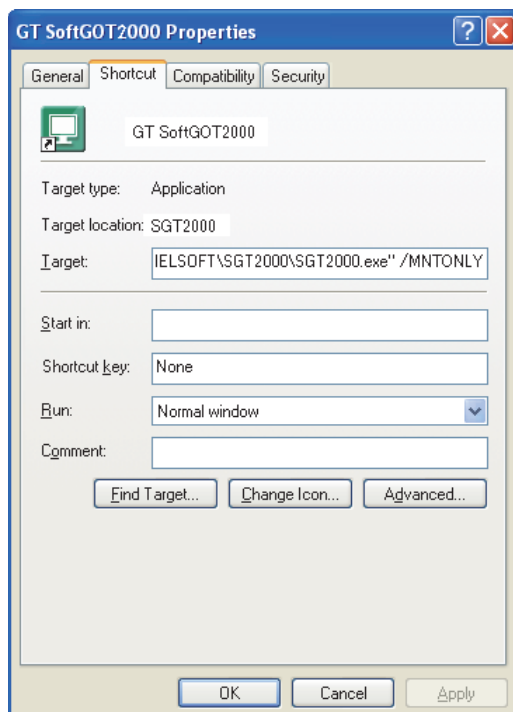 GT SoftGOT2000 Properties
General Shortcut Compatibility Security
GT SoftGOT2000
Target type: Application
Target location: SGT2000
Target: IELSOFT\SGT2000\SGT2000.exe" /MNTONLY
Start in:
Shortcut key: None
Run: Normal window
Comment:
Find Target... Change Icon... Advanced...
OK Cancel Apply